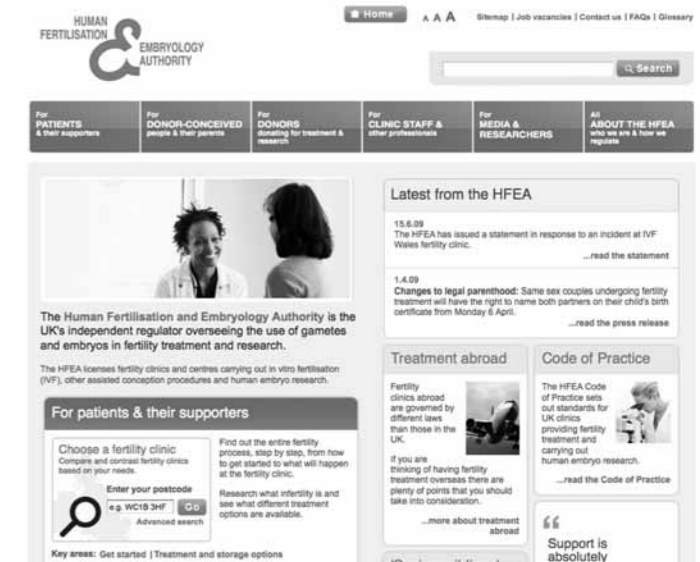 HUMAN
FERTILISATION
EMBRYOLOGY
AUTHORITY
Home
A A A
Sitemap | Job vacancies | Contact us | FAQs | Glossary
Search
For
PATIENTS
& their supporters
For
DONOR-CONCEIVED
people & their parents
For
DONORS
donating for treatment &
research
For
CLINIC STAFF &
other professionals
For
MEDIA &
RESEARCHERS
All
ABOUT THE HFEA
who we are & how we
regulate
The Human Fertilisation and Embryology Authority is the
UK's independent regulator overseeing the use of gametes
and embryos in fertility treatment and research.
The HFEA licenses fertility clinics and centres carrying out in vitro fertilisation
(IVF), other assisted conception procedures and human embryo research.
For patients & their supporters
Choose a fertility clinic
Compare and contrast fertility clinics
based on your needs.
Enter your postcode
e.g. WC1B 3HF
Go
Advanced search
Find out the entire fertility
process, step by step, from how
to get started to what will happen
at the fertility clinic.
Research what infertility is and
see what different treatment
options are available.
Key areas: Get started | Treatment and storage options
Latest from the HFEA
15.6.09
The HFEA has issued a statement in response to an incident at IVF
Wales fertility clinic.
...read the statement
1.4.09
Changes to legal parenthood: Same sex couples undergoing fertility
treatment will have the right to name both partners on their child's birth
certificate from Monday 6 April.
...read the press release
Treatment abroad
Fertility
clinics abroad
are governed by
different laws
than those in the
UK.
If you are
thinking of having fertility
treatment overseas there are
plenty of points that you should
take into consideration.
...more about treatment
abroad
Code of Practice
The HFEA Code
of Practice sets
out standards for
UK clinics
providing fertility
treatment and
carrying out
human embryo research.
...read the Code of Practice
“
Support is
absolutely